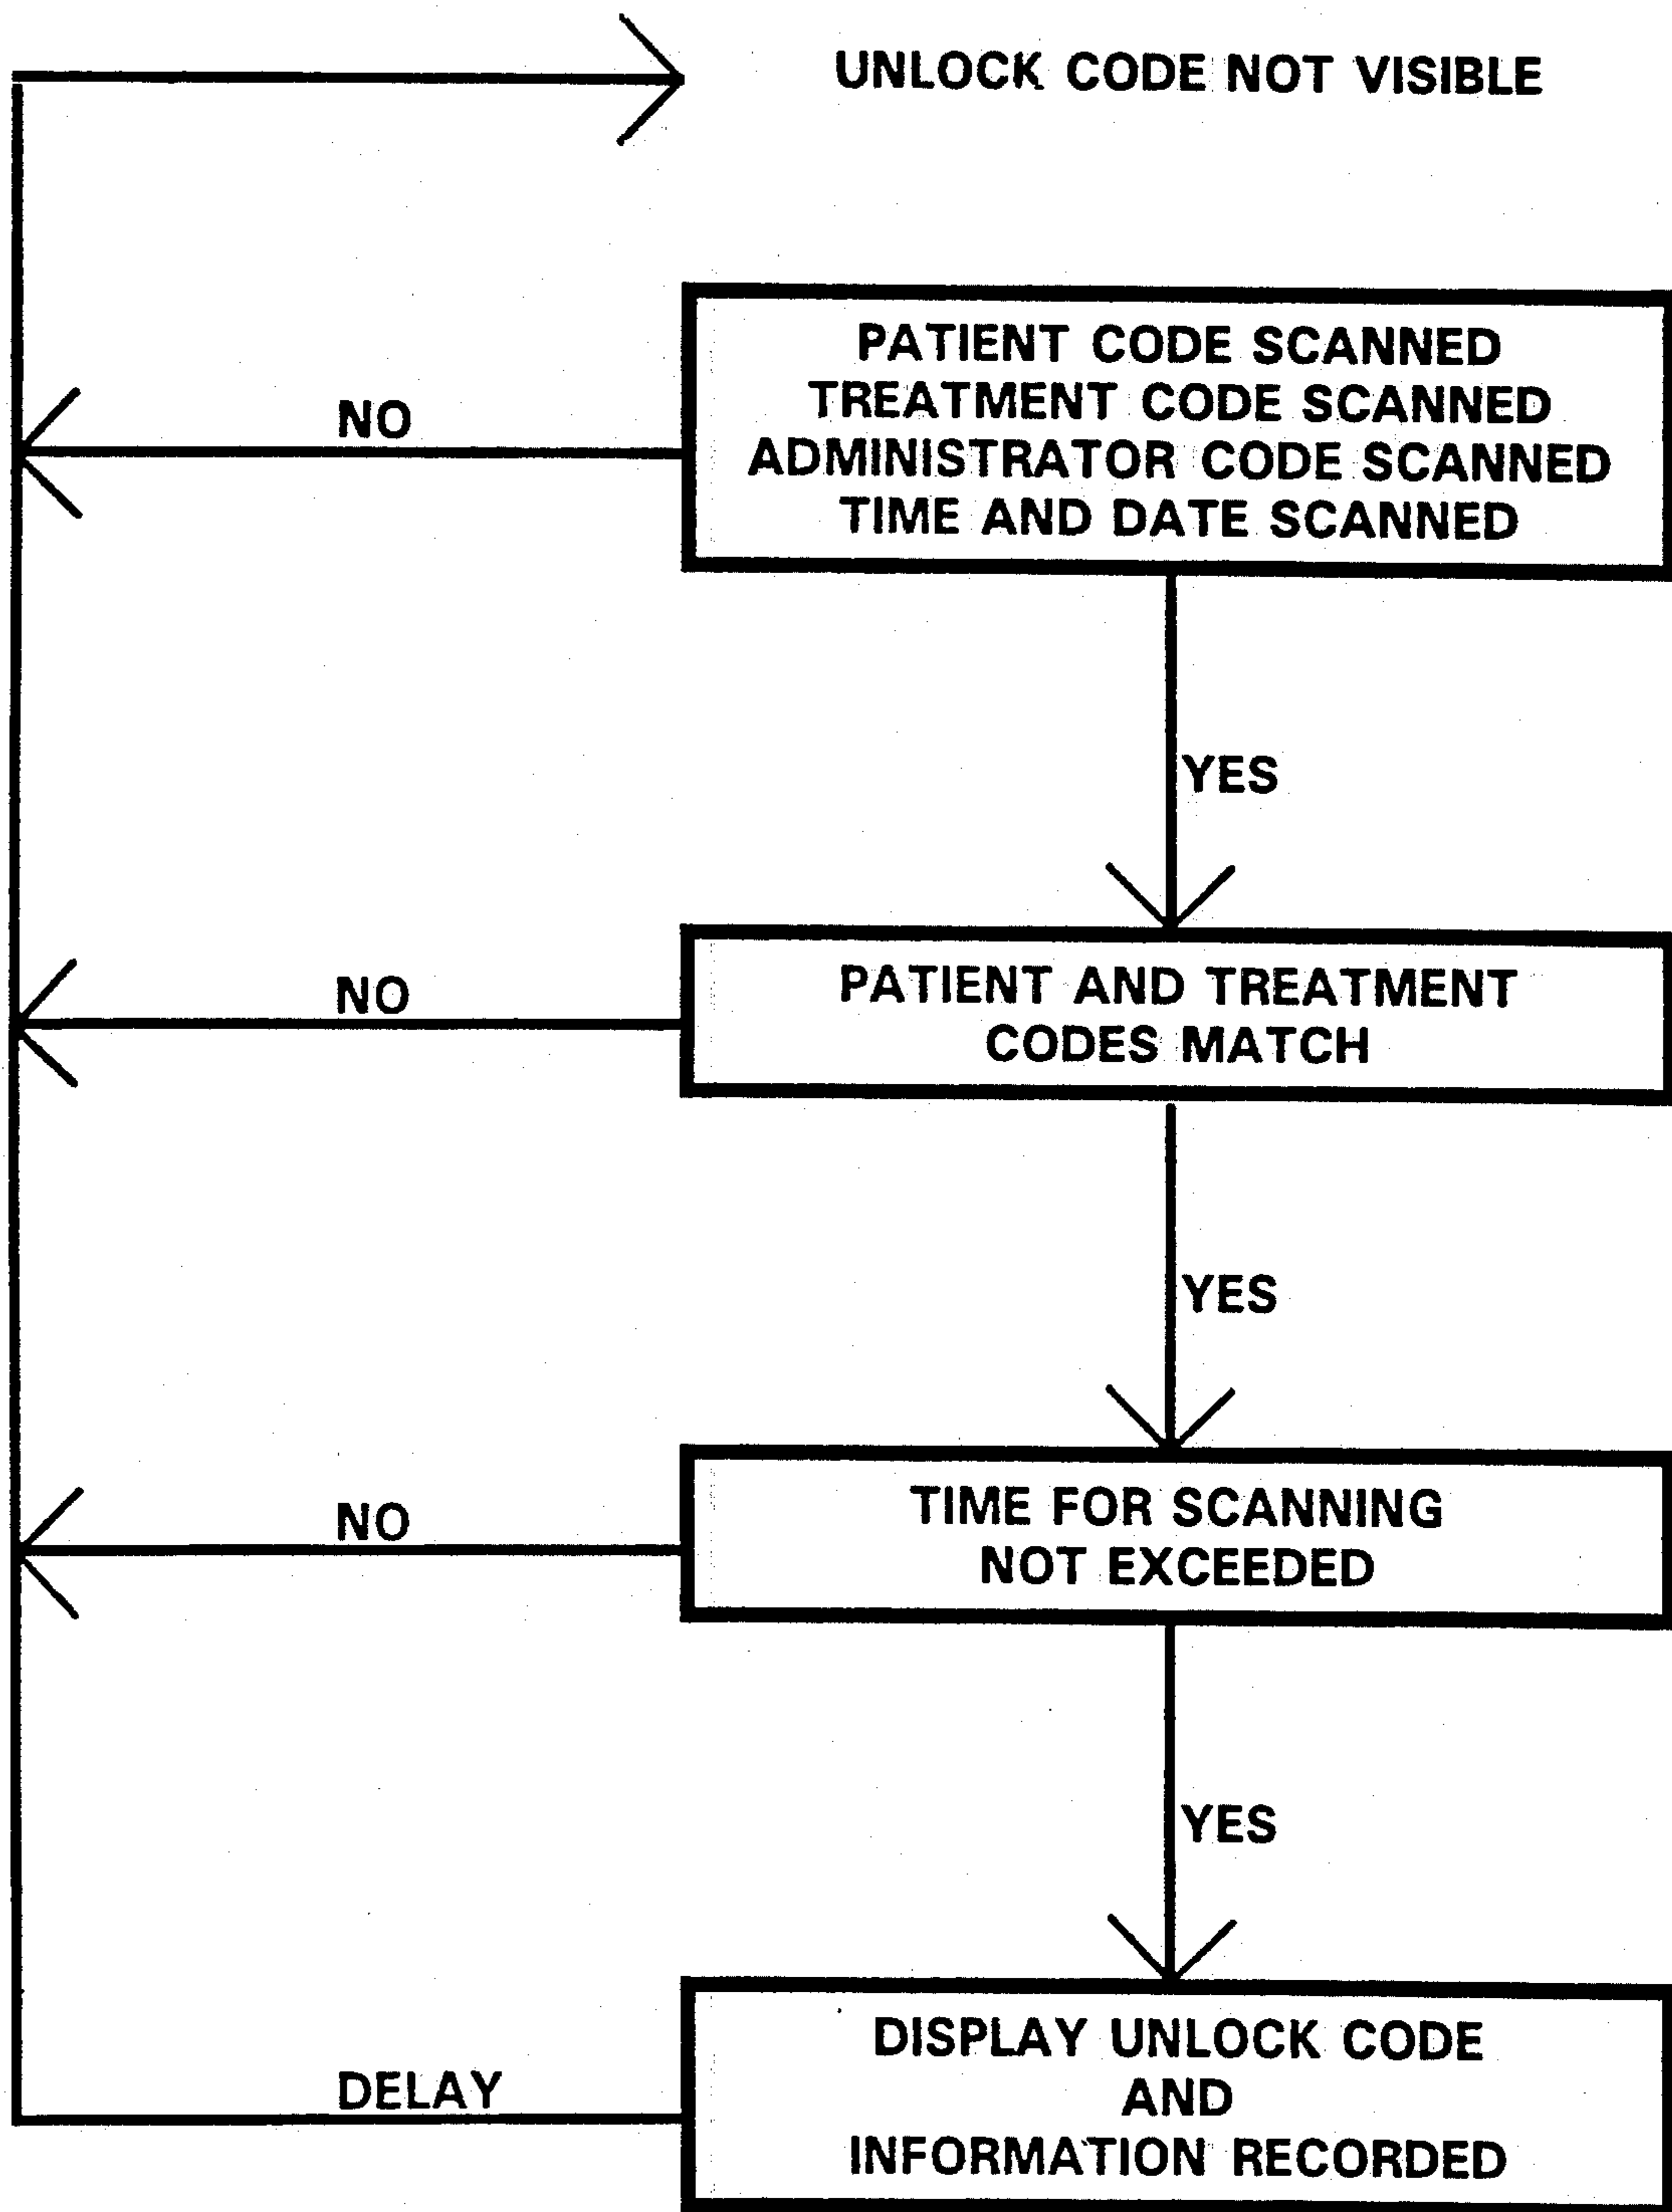 UNLOCK CODE NOT VISIBLE
PATIENT CODE SCANNED
TREATMENT CODE SCANNED
ADMINISTRATOR CODE SCANNED
TIME AND DATE SCANNED
NO
YES
PATIENT AND TREATMENT
CODES MATCH
NO
YES
TIME FOR SCANNING
NOT EXCEEDED
NO
YES
DISPLAY UNLOCK CODE
AND
INFORMATION RECORDED
DELAY